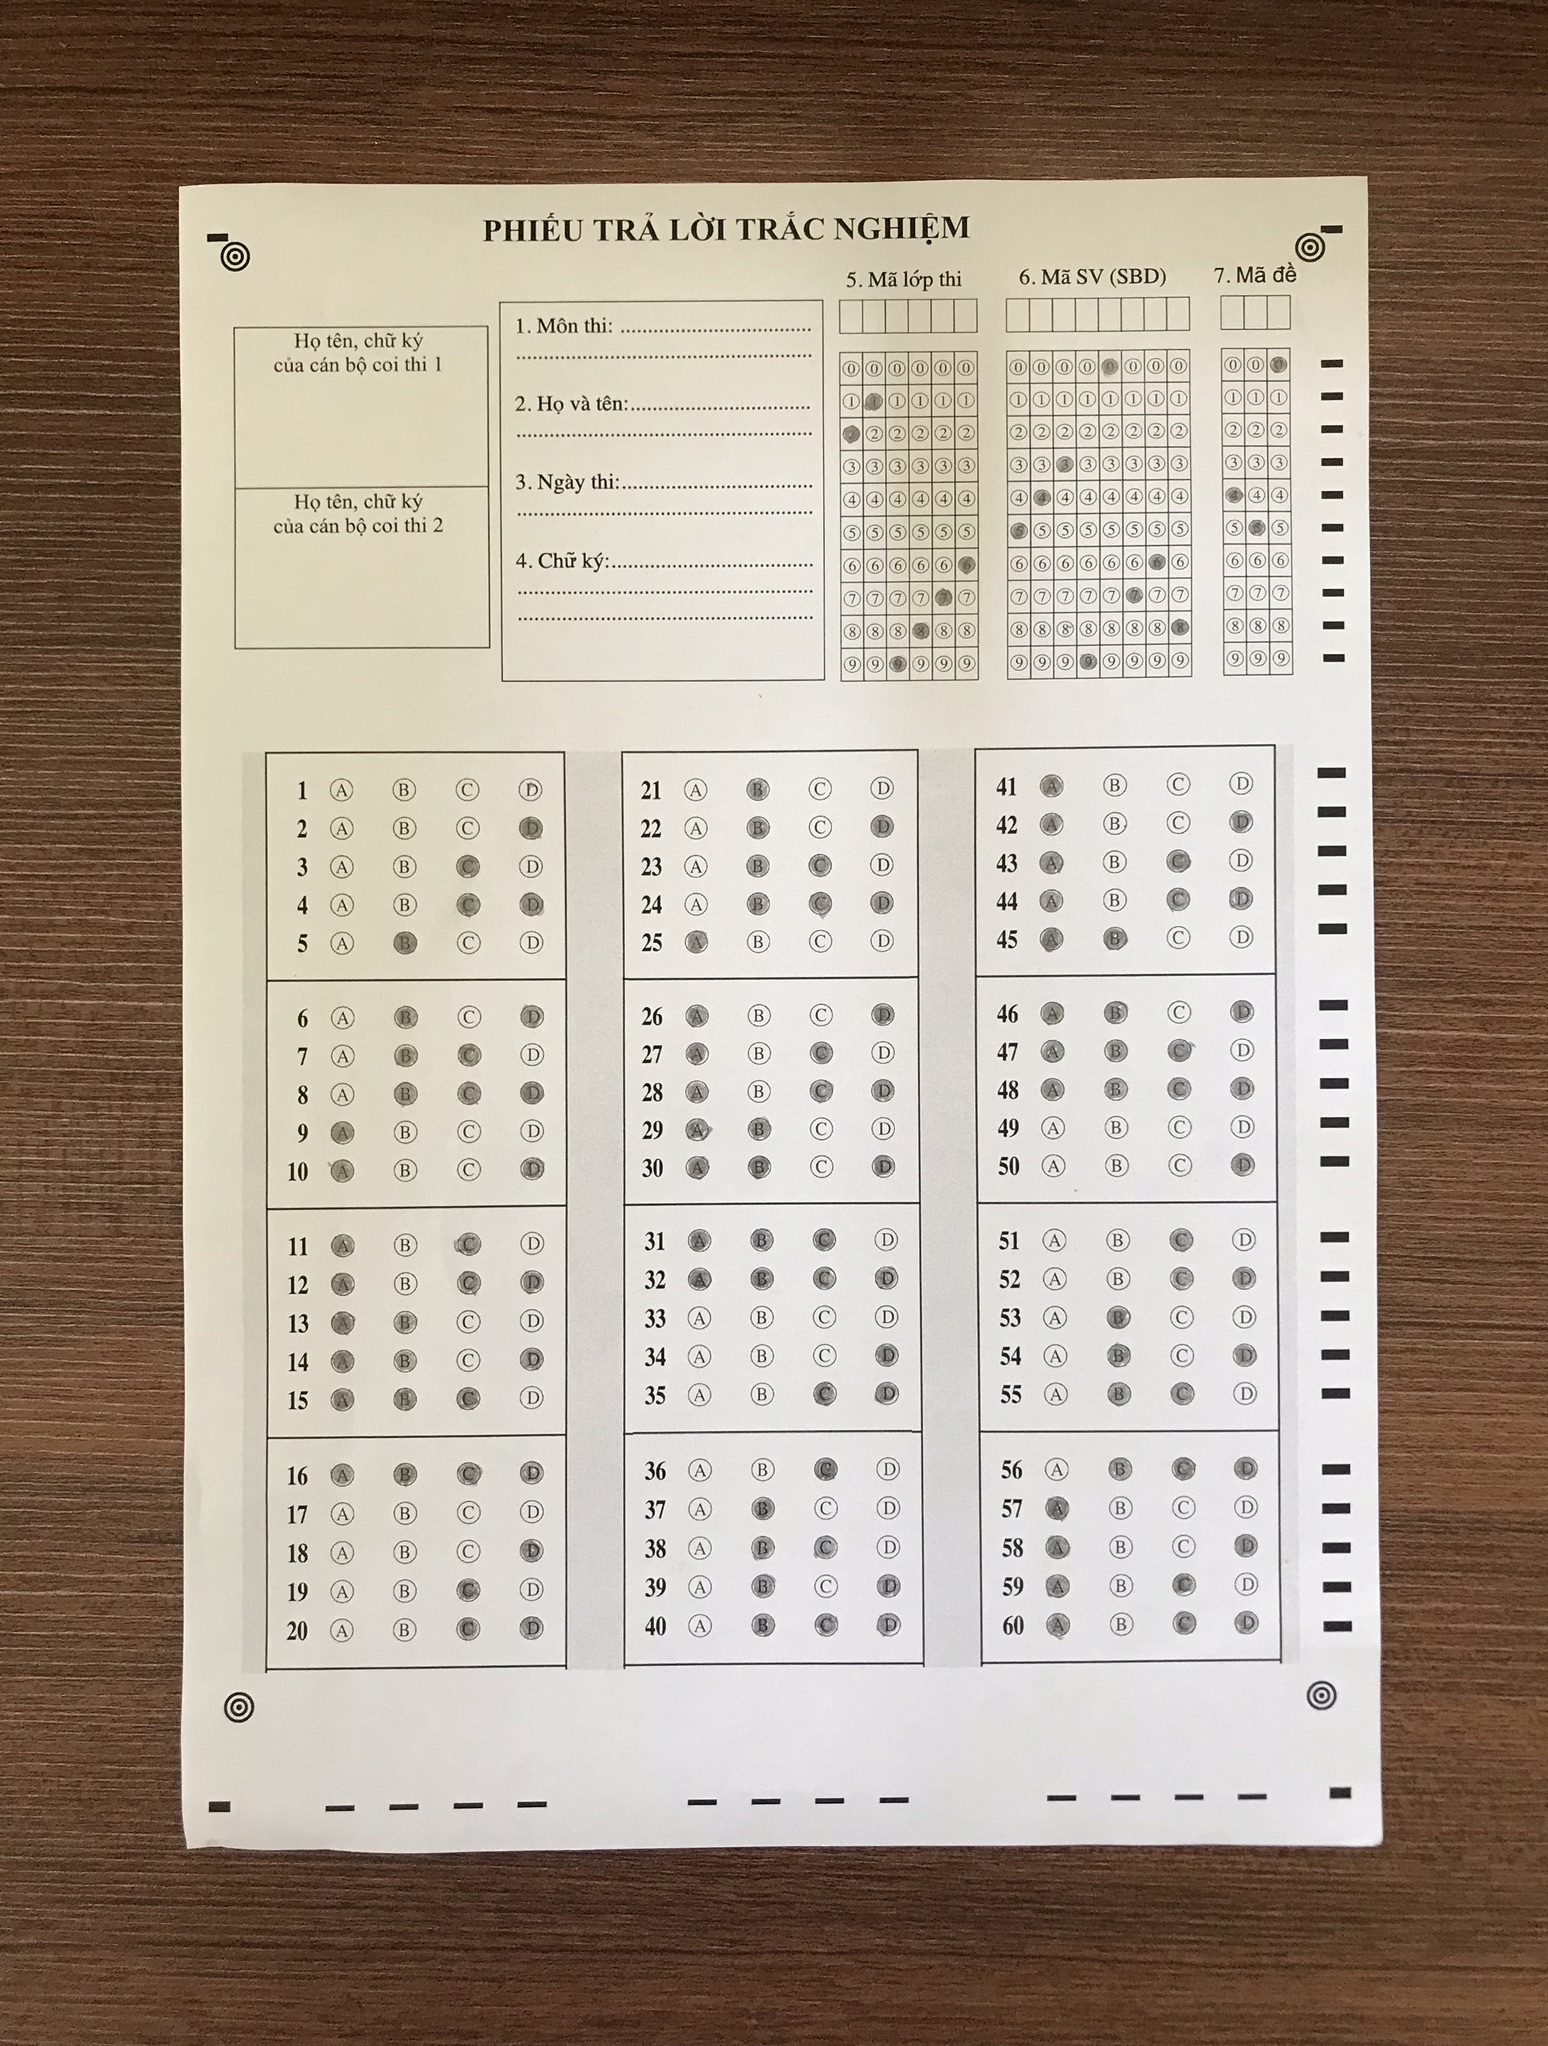 PHIẾU TRẢ LỜI TRẮC NGHIỆM
5. Mã lớp thi 6. Mã SV (SBD) 7. Mã đề
Họ tên, chữ ký
của cán bộ coi thi 1
Họ tên, chữ ký
của cán bộ coi thi 2
1. Môn thi: ....................................
2. Họ và tên:..................................
3. Ngày thi:...................................
4. Chữ ký:.....................................
0 0 0 0 0 0 0 0 0 0 0 0 0 0 0 0 0
1 1 1 1 1 1 1 1 1 1 1 1 1 1 1 1 1
2 2 2 2 2 2 2 2 2 2 2 2 2 2 2 2 2
3 3 3 3 3 3 3 3 3 3 3 3 3 3 3 3 3
4 4 4 4 4 4 4 4 4 4 4 4 4 4 4 4 4
5 5 5 5 5 5 5 5 5 5 5 5 5 5 5 5 5
6 6 6 6 6 6 6 6 6 6 6 6 6 6 6 6 6
7 7 7 7 7 7 7 7 7 7 7 7 7 7 7 7 7
8 8 8 8 8 8 8 8 8 8 8 8 8 8 8 8 8
9 9 9 9 9 9 9 9 9 9 9 9 9 9 9 9 9
1 A B C D
2 A B C D
3 A B C D
4 A B C D
5 A B C D
6 A B C D
7 A B C D
8 A B C D
9 A B C D
10 A B C D
11 A B C D
12 A B C D
13 A B C D
14 A B C D
15 A B C D
16 A B C D
17 A B C D
18 A B C D
19 A B C D
20 A B C D
21 A B C D
22 A B C D
23 A B C D
24 A B C D
25 A B C D
26 A B C D
27 A B C D
28 A B C D
29 A B C D
30 A B C D
31 A B C D
32 A B C D
33 A B C D
34 A B C D
35 A B C D
36 A B C D
37 A B C D
38 A B C D
39 A B C D
40 A B C D
41 A B C D
42 A B C D
43 A B C D
44 A B C D
45 A B C D
46 A B C D
47 A B C D
48 A B C D
49 A B C D
50 A B C D
51 A B C D
52 A B C D
53 A B C D
54 A B C D
55 A B C D
56 A B C D
57 A B C D
58 A B C D
59 A B C D
60 A B C D